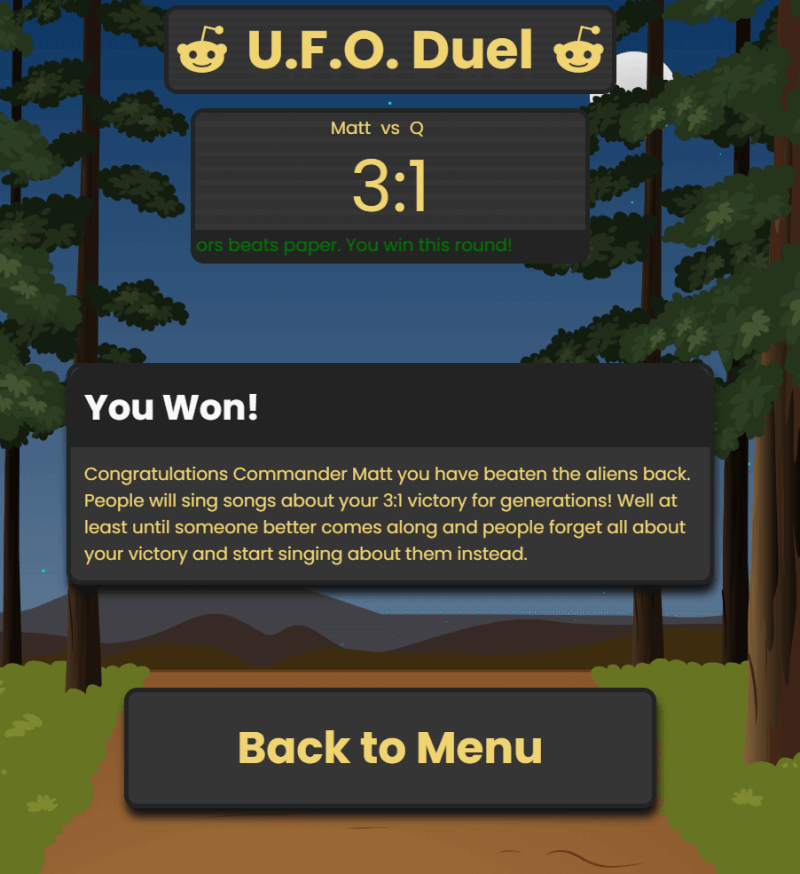 U.F.O. Duel
Matt vs Q
3:1
ors beats paper. You win this round!
You Won!
Congratulations Commander Matt you have beaten the aliens back.
People will sing songs about your 3:1 victory for generations! Well at
least until someone better comes along and people forget all about
your victory and start singing about them instead.
Back to Menu